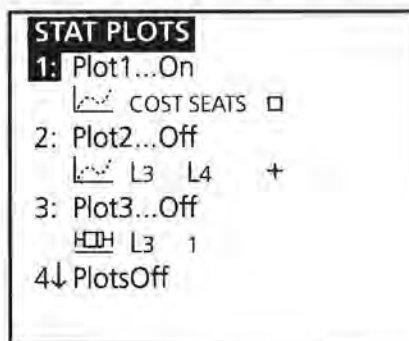 STAT PLOTS
1: Plot1...On
COST SEATS □
2: Plot2...Off
L3 L4 +
3: Plot3...Off
L3 1
4↓PlotsOff